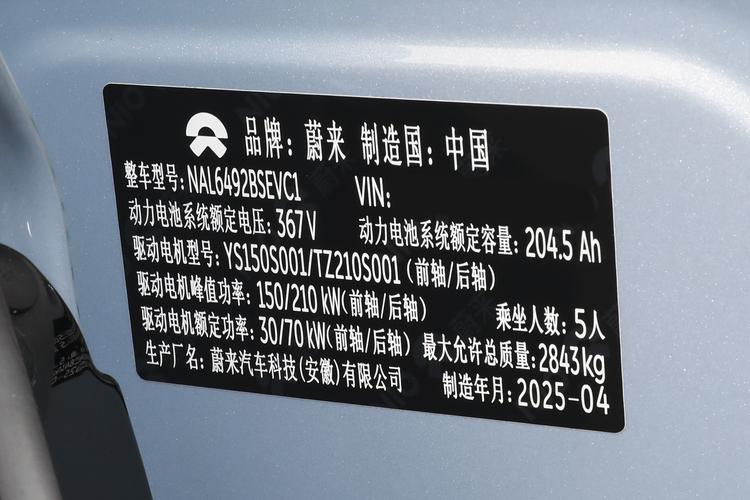 品牌：蔚来 制造国：中国
整车型号：NAL6492BSEVC1 VIN：
动力电池系统额定电压：367V 动力电池系统额定容量：204.5 Ah
驱动电机型号：YS150S001/TZ210S001（前轴/后轴）
驱动电机峰值功率：150/210 kW（前轴/后轴） 乘坐人数：5人
驱动电机额定功率：30/70 kW（前轴/后轴） 最大允许总质量：2843kg
生产厂名：蔚来汽车科技（安徽）有限公司 制造年月：2025-04